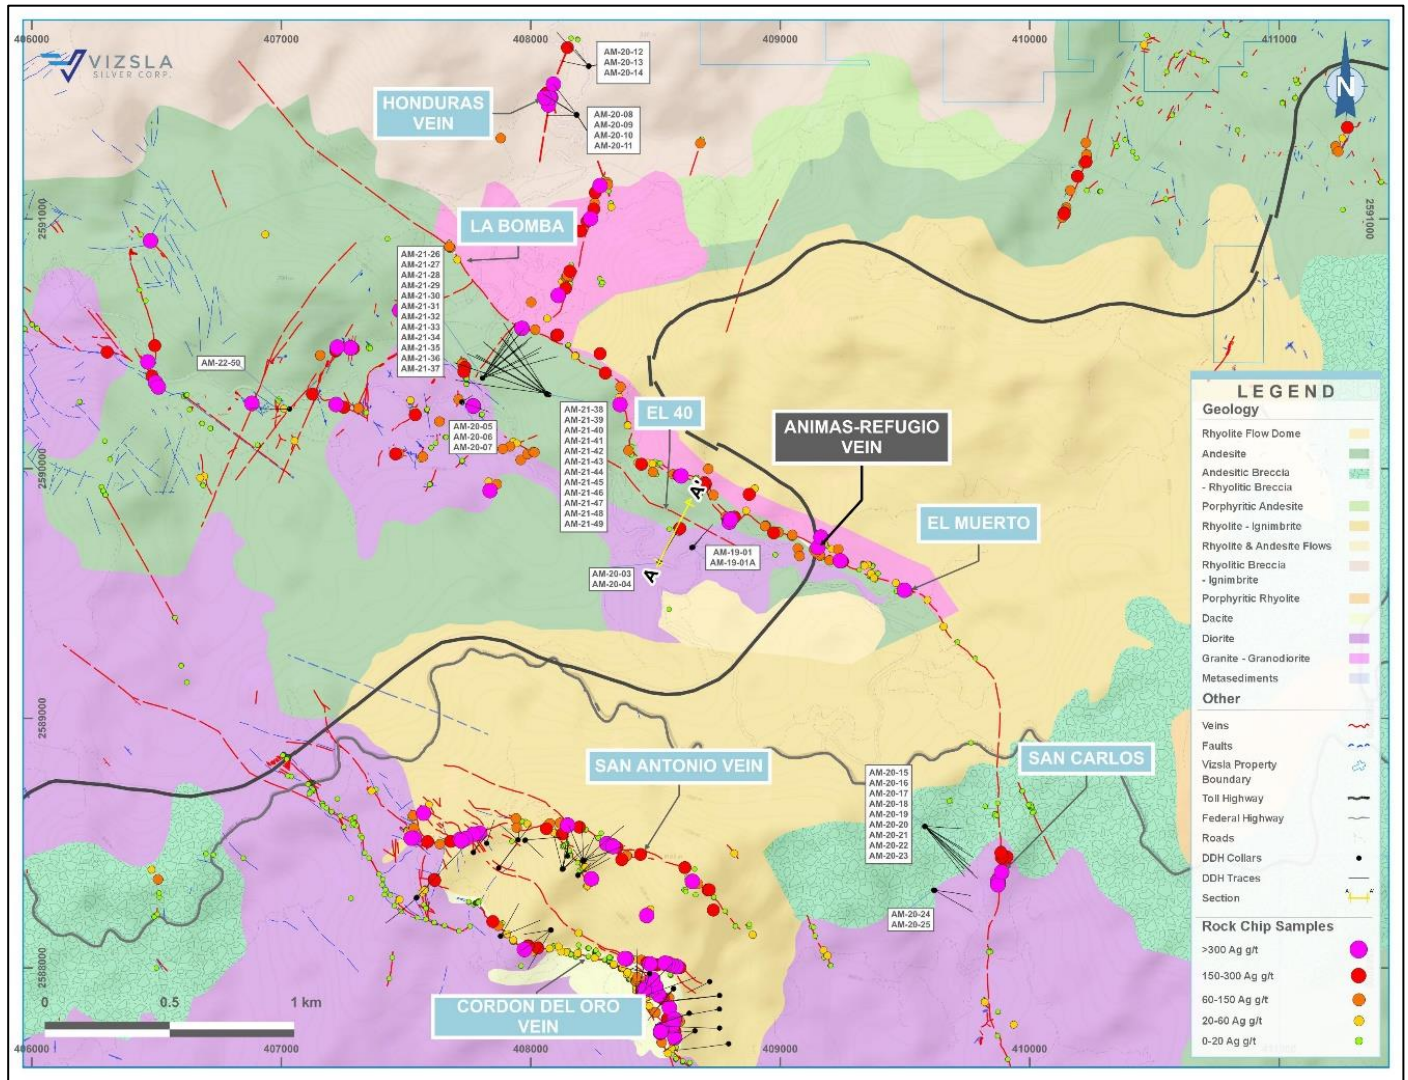 406000
407000
408000
409000
410000
411000
VIZSLA
SILVER CORP.
N
AM-20-12
AM-20-13
AM-20-14
HONDURAS
VEIN
AM-20-08
AM-20-09
AM-20-10
AM-20-11
2591000
2591000
LA BOMBA
AM-21-26
AM-21-27
AM-21-28
AM-21-29
AM-21-30
AM-21-31
AM-21-32
AM-21-33
AM-21-34
AM-21-35
AM-21-36
AM-21-37
AM-22-50
AM-20-05
AM-20-06
AM-20-07
AM-21-38
AM-21-39
AM-21-40
AM-21-41
AM-21-42
AM-21-43
AM-21-44
AM-21-45
AM-21-46
AM-21-47
AM-21-48
AM-21-49
EL 40
ANIMAS-REFUGIO
VEIN
2590000
A'
EL MUERTO
AM-19-01
AM-19-01A
AM-20-03
AM-20-04
A
2589000
SAN ANTONIO VEIN
AM-20-15
AM-20-16
AM-20-17
AM-20-18
AM-20-19
AM-20-20
AM-20-21
AM-20-22
AM-20-23
SAN CARLOS
AM-20-24
AM-20-25
2588000
CORDON DEL ORO
VEIN
0
0.5
1 km
406000
407000
408000
409000
410000
LEGEND
Geology
Rhyolite Flow Dome
Andesite
Andesitic Breccia
- Rhyolitic Breccia
Porphyritic Andesite
Rhyolite - Ignimbrite
Rhyolite & Andesite Flows
Rhyolitic Breccia
- Ignimbrite
Porphyritic Rhyolite
Dacite
Diorite
Granite - Granodiorite
Metasediments
Other
Veins
Faults
Vizsla Property
Boundary
Toll Highway
Federal Highway
Roads
DDH Collars
DDH Traces
Section
A A'
Rock Chip Samples
>300 Ag g/t
150-300 Ag g/t
60-150 Ag g/t
20-60 Ag g/t
0-20 Ag g/t